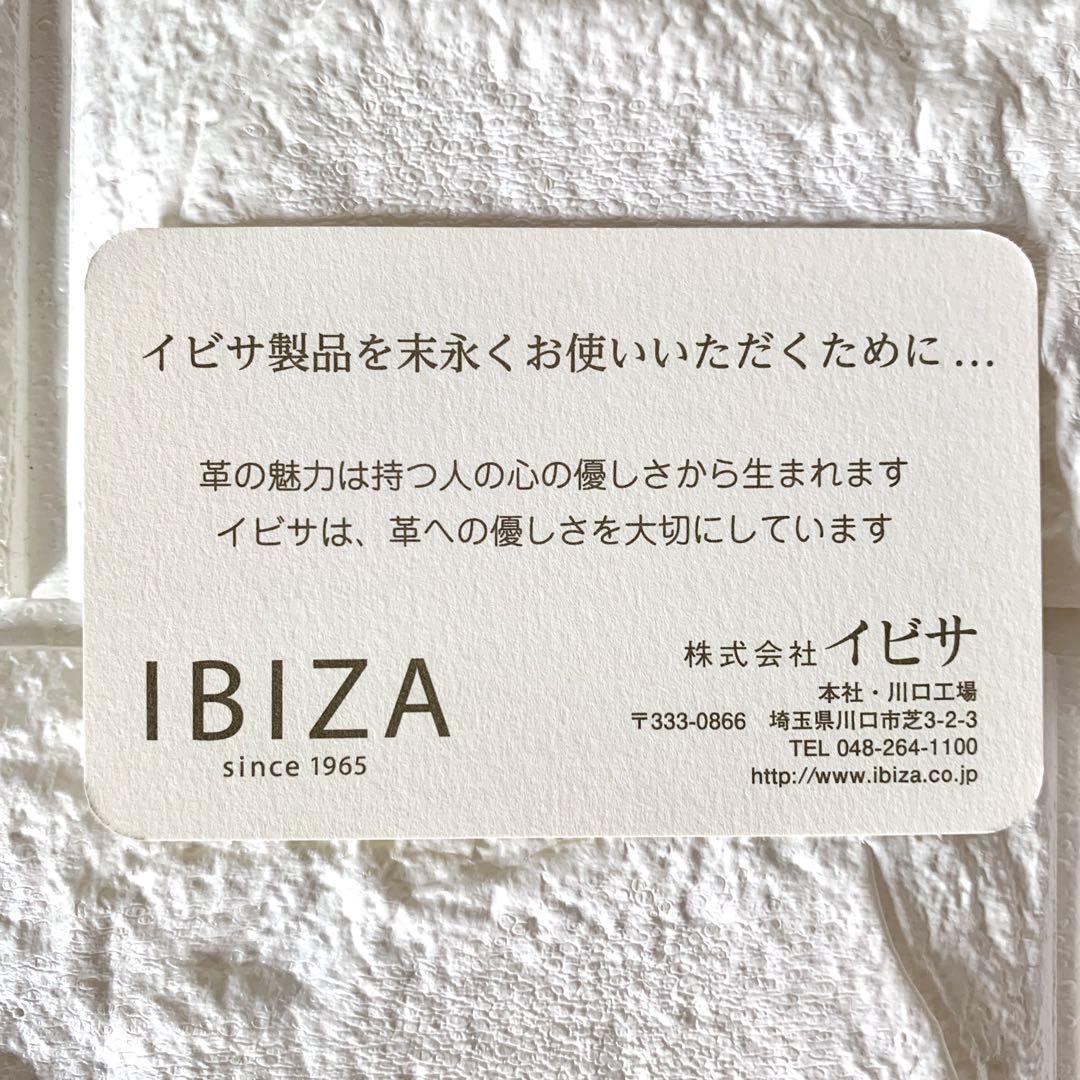 イビサ製品を末永くお使いいただくために...
革の魅力は持つ人の心の優しさから生まれます
イビサは、革への優しさを大切にしています
IBIZA
since 1965
株式会社イビサ
本社・川口工場
〒333-0866 埼玉県川口市芝3-2-3
TEL 048-264-1100
http://www.ibiza.co.jp